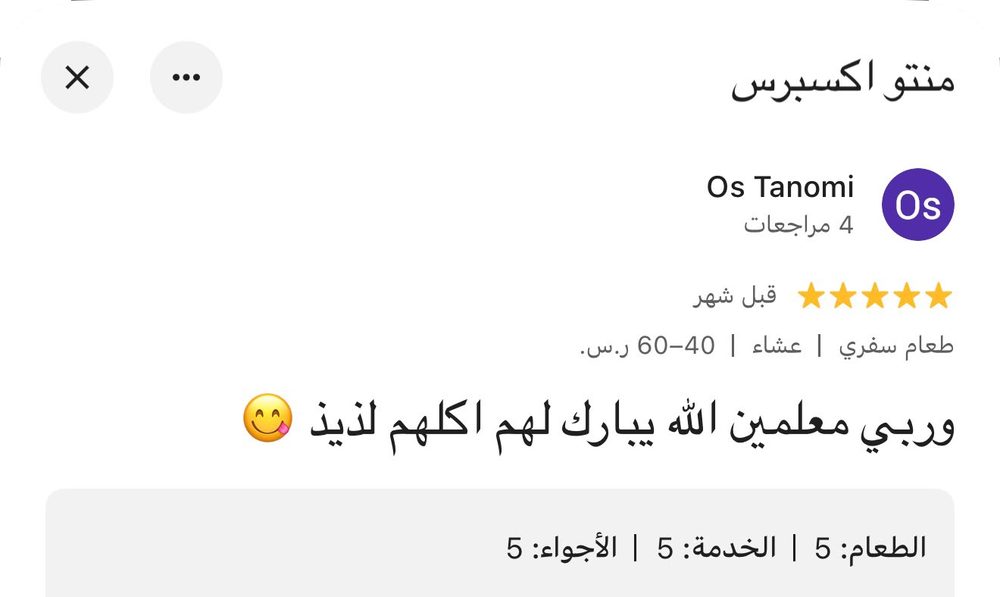 منتو اكسبرس
Os Tanomi
Os
4 مراجعات
قبل شهر
طعام سفري | عشاء | 40–60 ر.س.
وربي معلمين الله يبارك لهم اكلهم لذيذ 😋
الطعام: 5 | الخدمة: 5 | الأجواء: 5